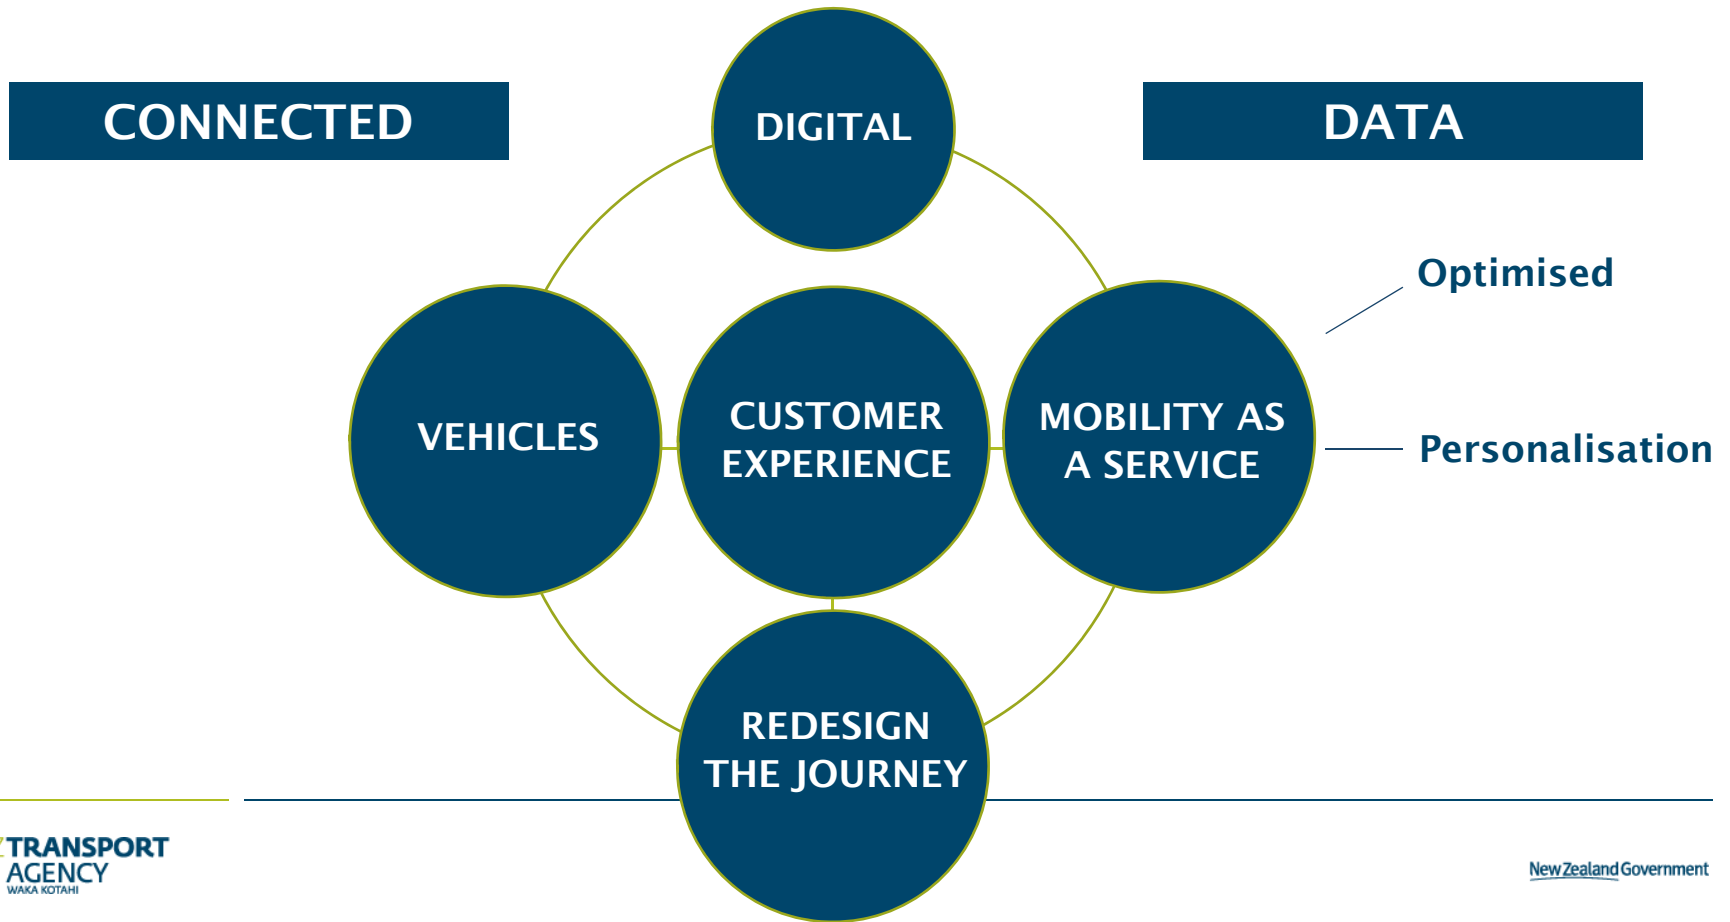 CONNECTED
DIGITAL
DATA
Optimised
VEHICLES
CUSTOMER
EXPERIENCE
MOBILITY AS
A SERVICE
Personalisation
REDESIGN
THE JOURNEY
TRANSPORT
AGENCY
WAKA KOTAHI
New Zealand Government